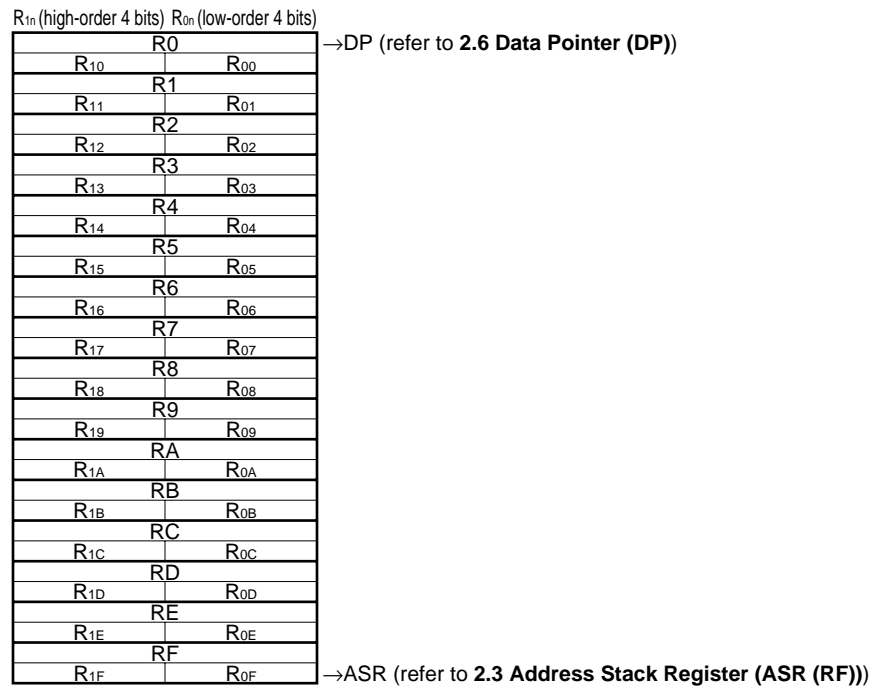 R1n (high-order 4 bits) R0n (low-order 4 bits)
R0 →DP (refer to 2.6 Data Pointer (DP))
R10 R00
R1
R11 R01
R2
R12 R02
R3
R13 R03
R4
R14 R04
R5
R15 R05
R6
R16 R06
R7
R17 R07
R8
R18 R08
R9
R19 R09
RA
R1A R0A
RB
R1B R0B
RC
R1C R0C
RD
R1D R0D
RE
R1E R0E
RF
R1F R0F →ASR (refer to 2.3 Address Stack Register (ASR (RF)))